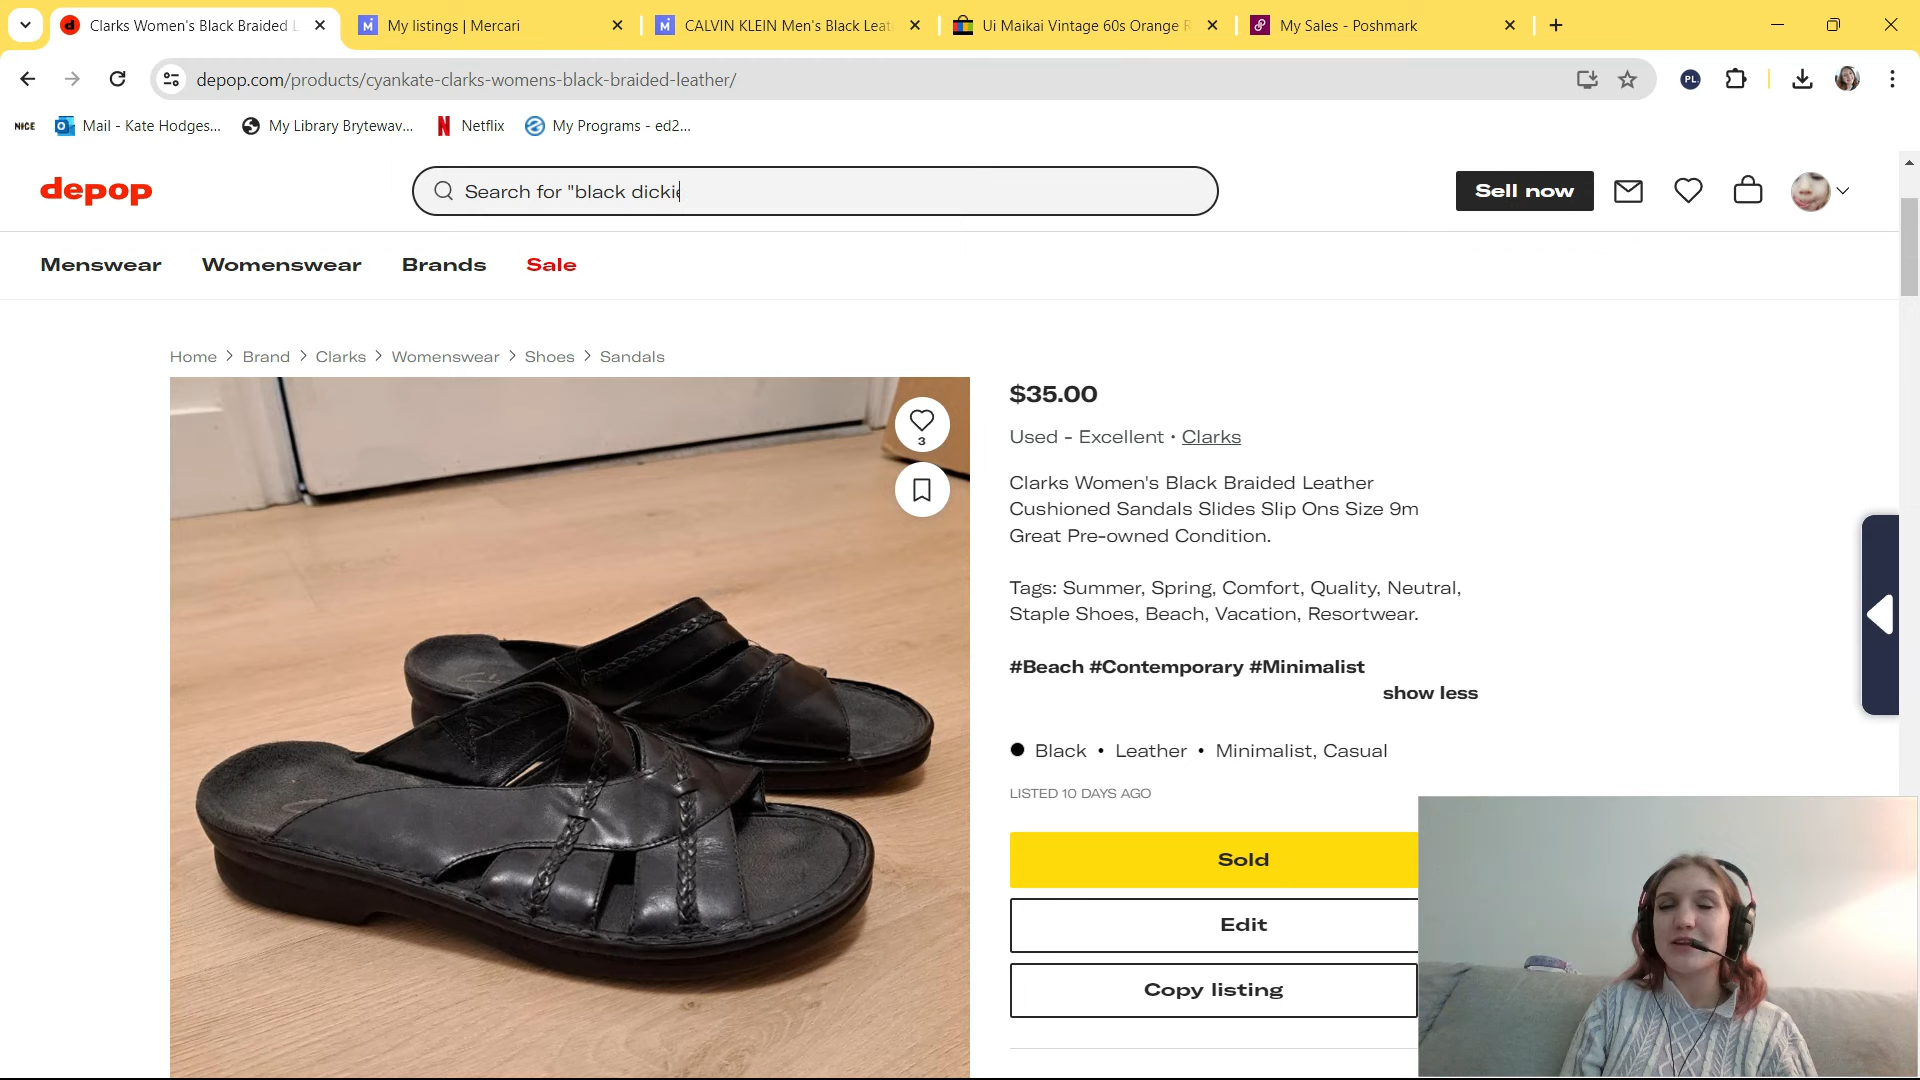 Clarks Women's Black Braided L
My listings | Mercari
CALVIN KLEIN Men's Black Leat
Ui Maikai Vintage 60s Orange R
My Sales - Poshmark
depop.com/products/cyankate-clarks-womens-black-braided-leather/
PL
NICE
Mail - Kate Hodges...
My Library Brytewav...
Netflix
My Programs - ed2...
depop
Search for "black dickie
Sell now
Menswear
Womenswear
Brands
Sale
Home > Brand > Clarks > Womenswear > Shoes > Sandals
3
$35.00
Used - Excellent • Clarks
Clarks Women's Black Braided Leather
Cushioned Sandals Slides Slip Ons Size 9m
Great Pre-owned Condition.
Tags: Summer, Spring, Comfort, Quality, Neutral,
Staple Shoes, Beach, Vacation, Resortwear.
#Beach #Contemporary #Minimalist
show less
Black • Leather • Minimalist, Casual
LISTED 10 DAYS AGO
Sold
Edit
Copy listing